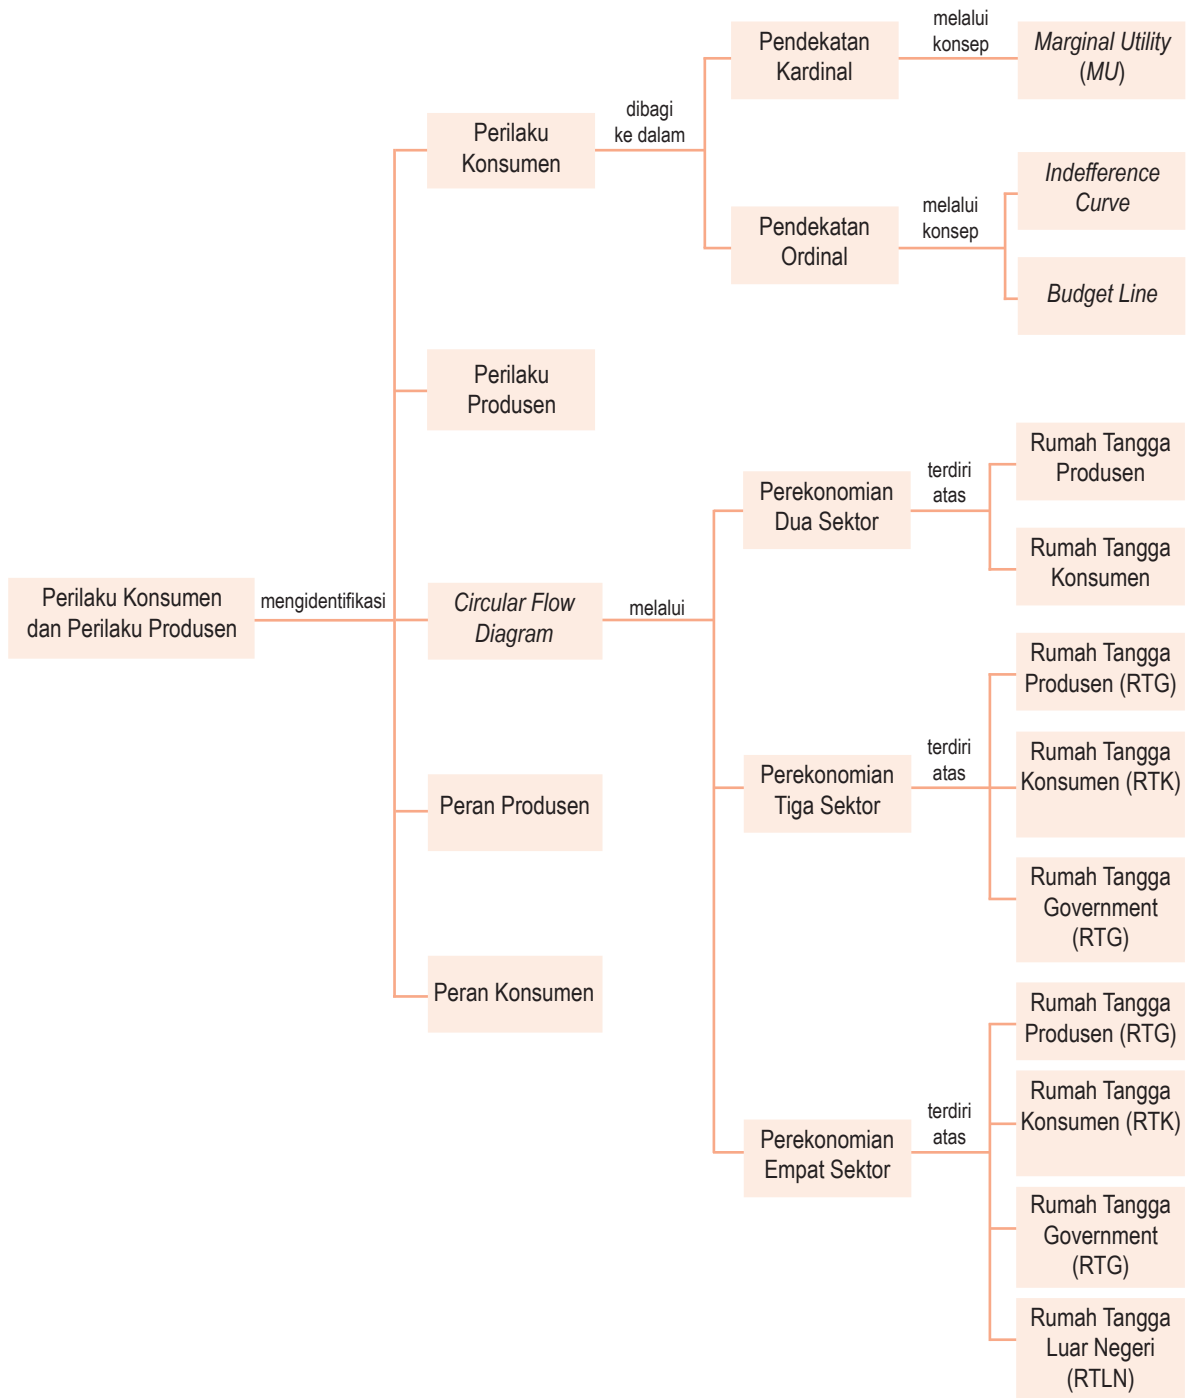 Perilaku Konsumen
dan Perilaku Produsen
mengidentifikasi
Perilaku
Konsumen
dibagi
ke dalam
Pendekatan
Kardinal
melalui
konsep
Marginal Utility
(MU)
Pendekatan
Ordinal
melalui
konsep
Indefference
Curve
Budget Line
Perilaku
Produsen
Circular Flow
Diagram
melalui
Perekonomian
Dua Sektor
terdiri
atas
Rumah Tangga
Produsen
Rumah Tangga
Konsumen
Perekonomian
Tiga Sektor
terdiri
atas
Rumah Tangga
Produsen (RTG)
Rumah Tangga
Konsumen (RTK)
Rumah Tangga
Government
(RTG)
Perekonomian
Empat Sektor
terdiri
atas
Rumah Tangga
Produsen (RTG)
Rumah Tangga
Konsumen (RTK)
Rumah Tangga
Government
(RTG)
Rumah Tangga
Luar Negeri
(RTLN)
Peran Produsen
Peran Konsumen